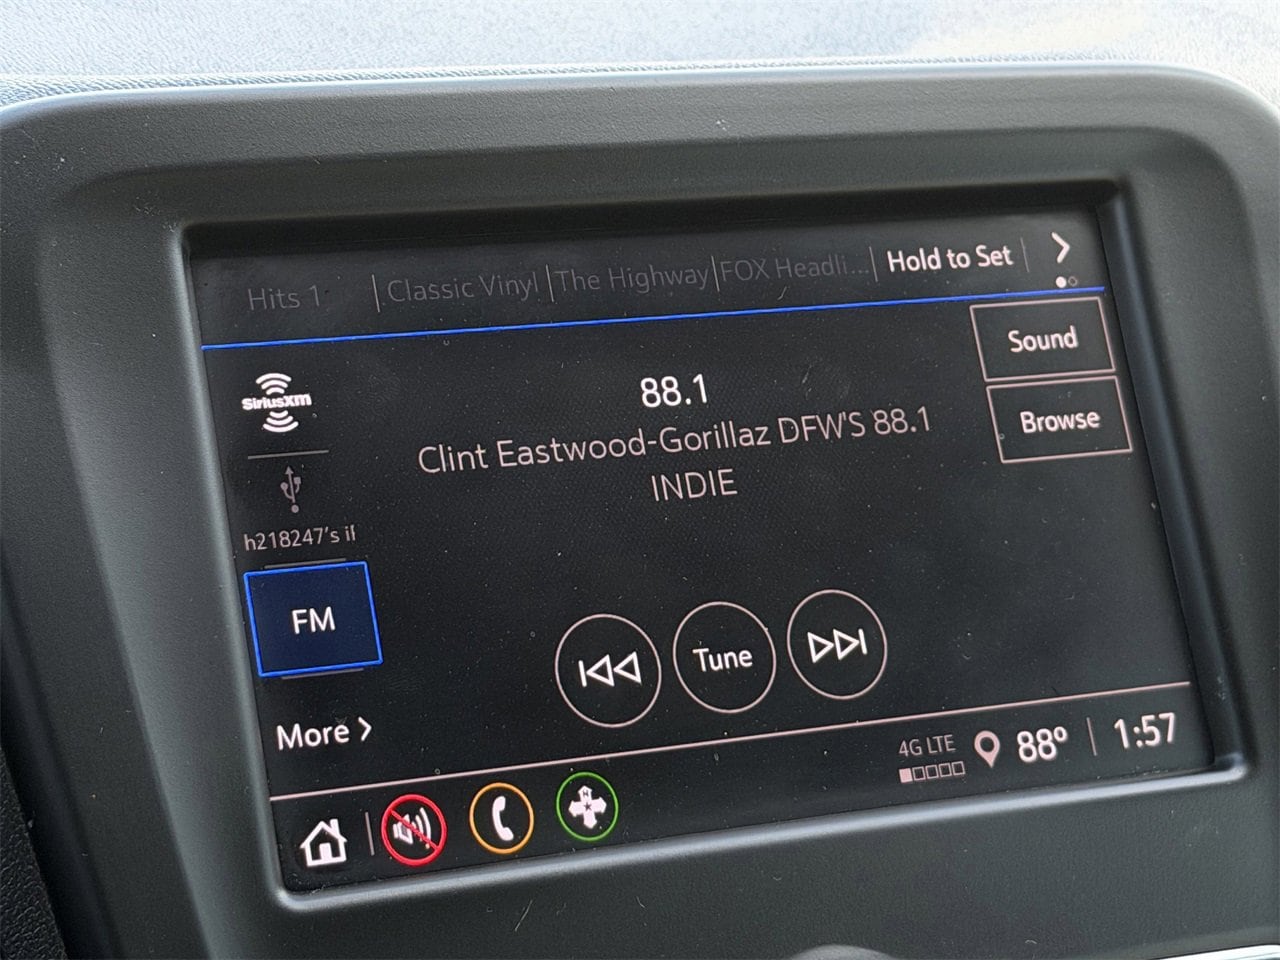 Hits 1 | Classic Vinyl | The Highway | FOX Headli... | Hold to Set
Sound
SiriusXM
88.1
Browse
Clint Eastwood-Gorillaz DFW'S 88.1
INDIE
h218247's
FM
Tune
More
4G LTE
88° | 1:57
N